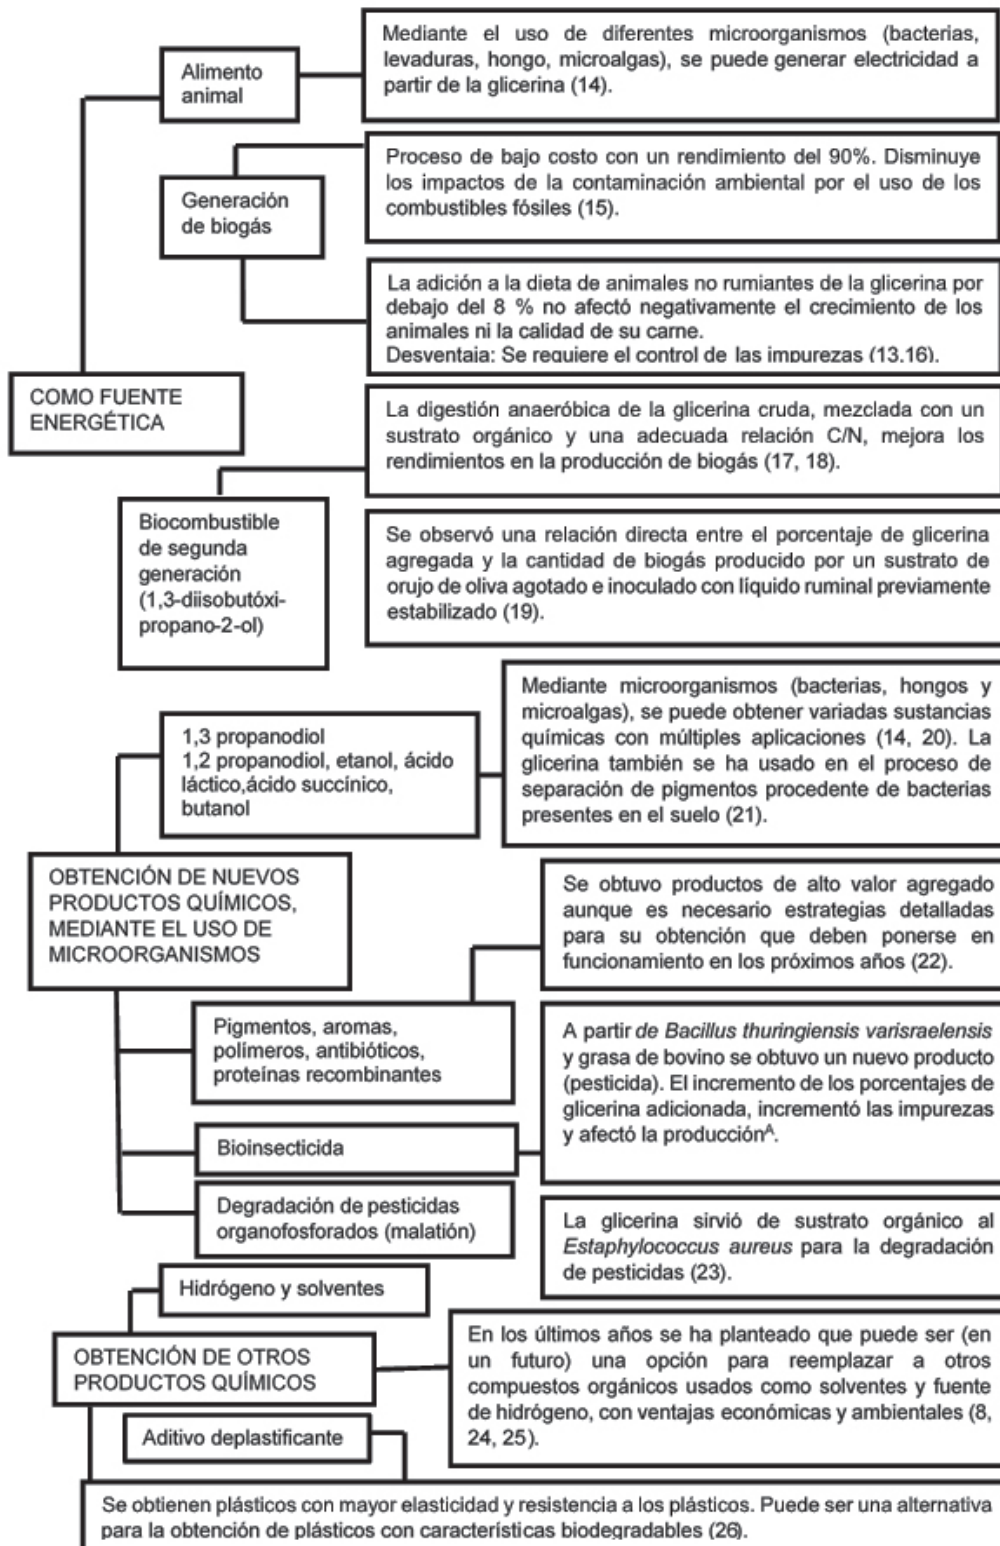 Mediante el uso de diferentes microorganismos (bacterias,
levaduras, hongo, microalgas), se puede generar electricidad a
partir de la glicerina (14).
Alimento
animal
Proceso de bajo costo con un rendimiento del 90%. Disminuye
los impactos de la contaminación ambiental por el uso de los
combustibles fósiles (15).
Generación
de biogás
La adición a la dieta de animales no rumiantes de la glicerina por
debajo del 8 % no afectó negativamente el crecimiento de los
animales ni la calidad de su carne.
Desventaja: Se requiere el control de las impurezas (13,16).
COMO FUENTE
ENERGÉTICA
La digestión anaeróbica de la glicerina cruda, mezclada con un
sustrato orgánico y una adecuada relación C/N, mejora los
rendimientos en la producción de biogás (17, 18).
Biocombustible
de segunda
generación
(1,3-diisobutóxi-
propano-2-ol)
Se observó una relación directa entre el porcentaje de glicerina
agregada y la cantidad de biogás producido por un sustrato de
orujo de oliva agotado e inoculado con líquido ruminal previamente
estabilizado (19).
Mediante microorganismos (bacterias, hongos y
microalgas), se puede obtener variadas sustancias
químicas con múltiples aplicaciones (14, 20). La
glicerina también se ha usado en el proceso de
separación de pigmentos procedente de bacterias
presentes en el suelo (21).
1,3 propanodiol
1,2 propanodiol, etanol, ácido
láctico,ácido succínico,
butanol
OBTENCIÓN DE NUEVOS
PRODUCTOS QUÍMICOS,
MEDIANTE EL USO DE
MICROORGANISMOS
Se obtuvo productos de alto valor agregado
aunque es necesario estrategias detalladas
para su obtención que deben ponerse en
funcionamiento en los próximos años (22).
Pigmentos, aromas,
polímeros, antibióticos,
proteínas recombinantes
A partir de Bacillus thuringiensis varisraelensis
y grasa de bovino se obtuvo un nuevo producto
(pesticida). El incremento de los porcentajes de
glicerina adicionada, incrementó las impurezas
y afectó la producciónᴬ.
Bioinsecticida
Degradación de pesticidas
organofosforados (malatión)
La glicerina sirvió de sustrato orgánico al
Estaphylococcus aureus para la degradación
de pesticidas (23).
Hidrógeno y solventes
OBTENCIÓN DE OTROS
PRODUCTOS QUÍMICOS
En los últimos años se ha planteado que puede ser (en
un futuro) una opción para reemplazar a otros
compuestos orgánicos usados como solventes y fuente
de hidrógeno, con ventajas económicas y ambientales (8,
24, 25).
Aditivo deplastificante
Se obtienen plásticos con mayor elasticidad y resistencia a los plásticos. Puede ser una alternativa
para la obtención de plásticos con características biodegradables (26).